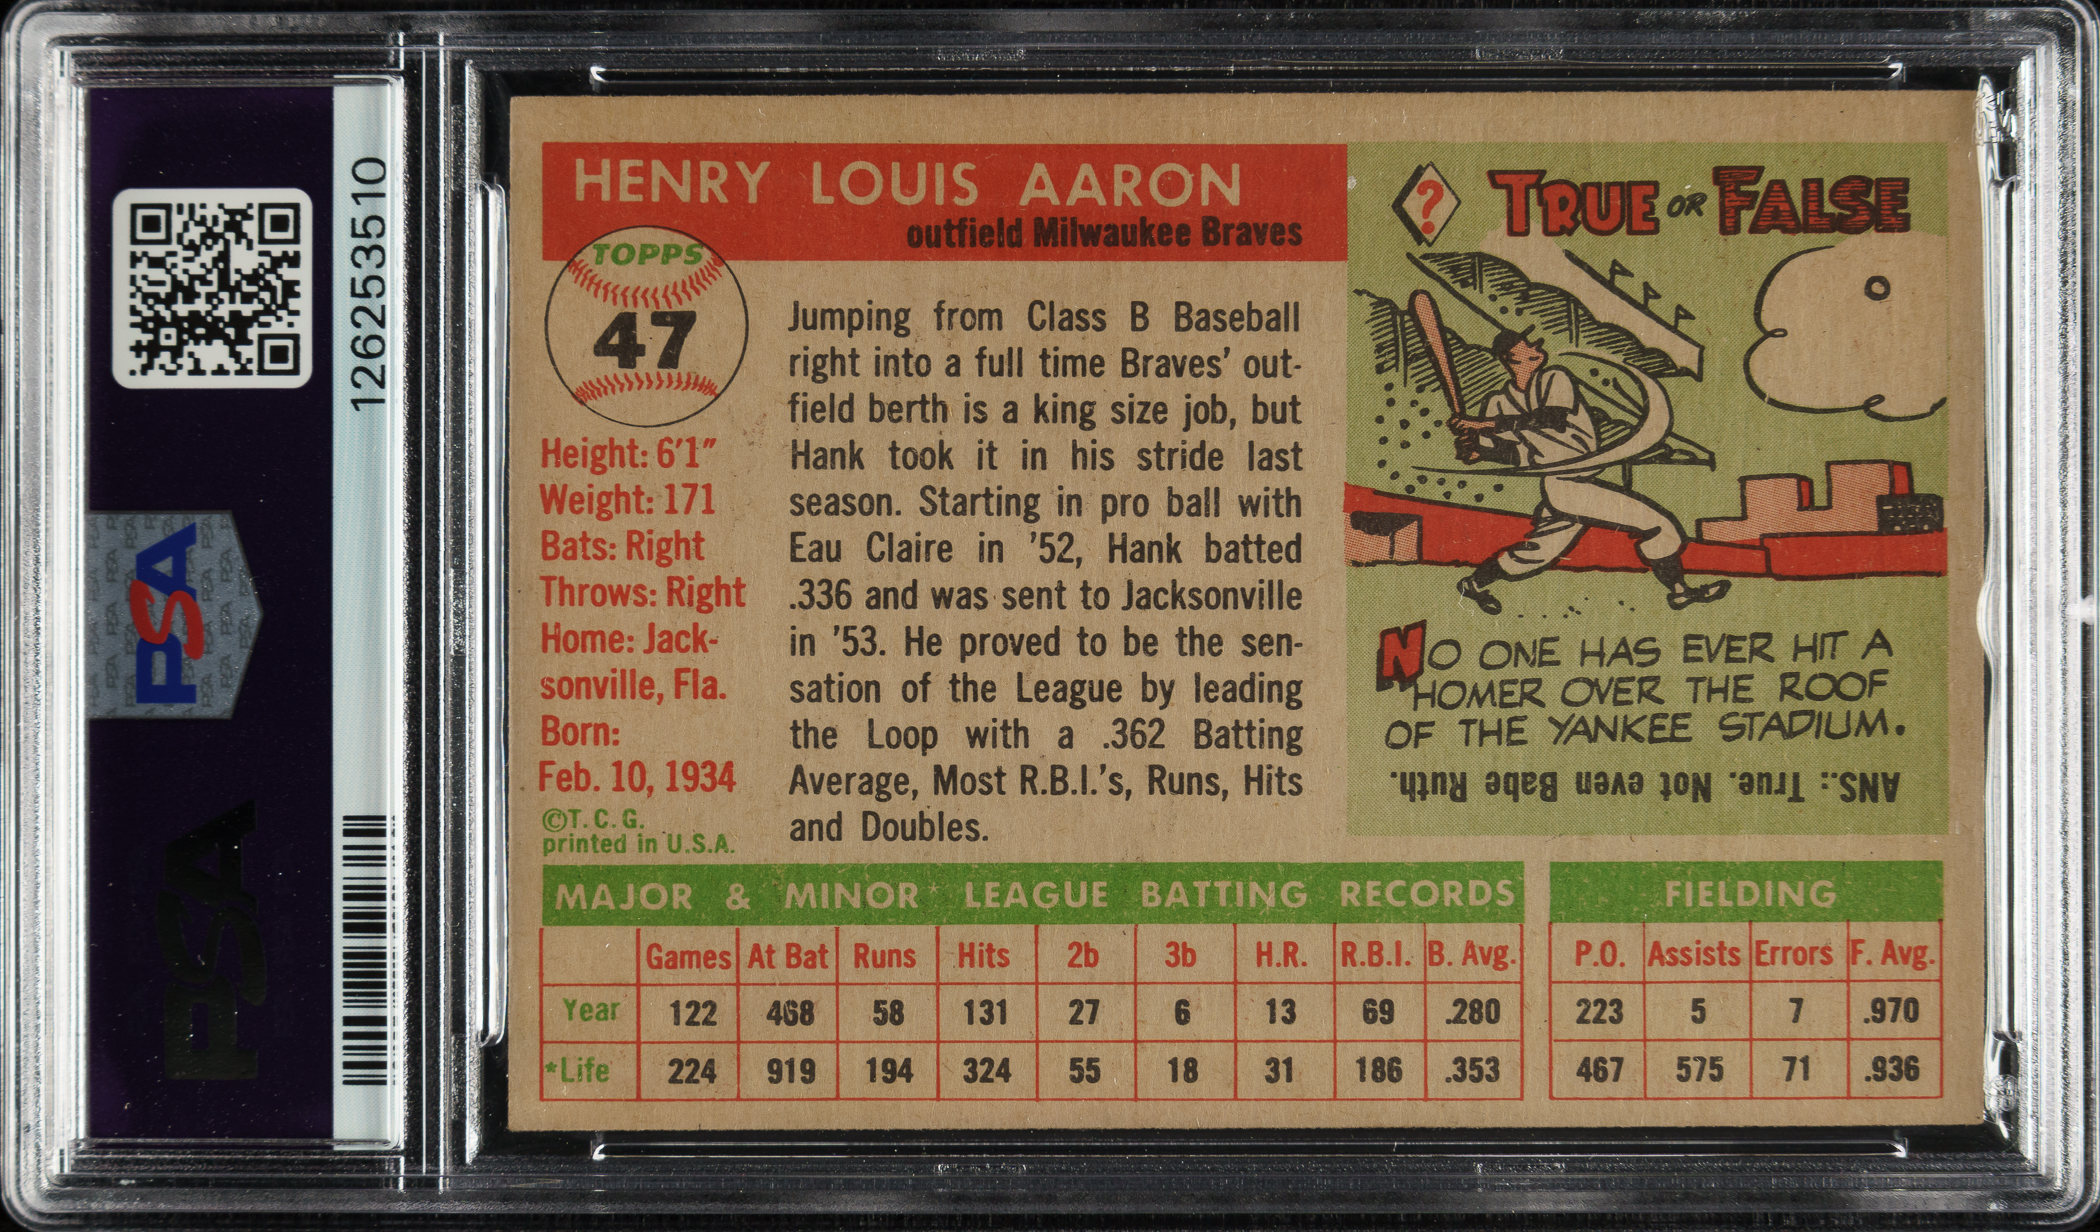 126253510
PSA
PSA
HENRY LOUIS AARON
outfield Milwaukee Braves
TOPPS
47
Height: 6'1"
Weight: 171
Bats: Right
Throws: Right
Home: Jack-
sonville, Fla.
Born:
Feb. 10, 1934
©T. C. G.
printed in U.S.A.
Jumping from Class B Baseball
right into a full time Braves' out-
field berth is a king size job, but
Hank took it in his stride last
season. Starting in pro ball with
Eau Claire in '52, Hank batted
.336 and was sent to Jacksonville
in '53. He proved to be the sen-
sation of the League by leading
the Loop with a .362 Batting
Average, Most R.B.I.'s, Runs, Hits
and Doubles.
? TRUE OR FALSE
NO ONE HAS EVER HIT A
HOMER OVER THE ROOF
OF THE YANKEE STADIUM.
ANS.: True. Not even Babe Ruth.
MAJOR & MINOR* LEAGUE BATTING RECORDS
Games At Bat Runs Hits 2b 3b H.R. R.B.I. B. Avg.
Year 122 468 58 131 27 6 13 69 .280
*Life 224 919 194 324 55 18 31 186 .353
FIELDING
P.O. Assists Errors F. Avg.
223 5 7 .970
467 575 71 .936